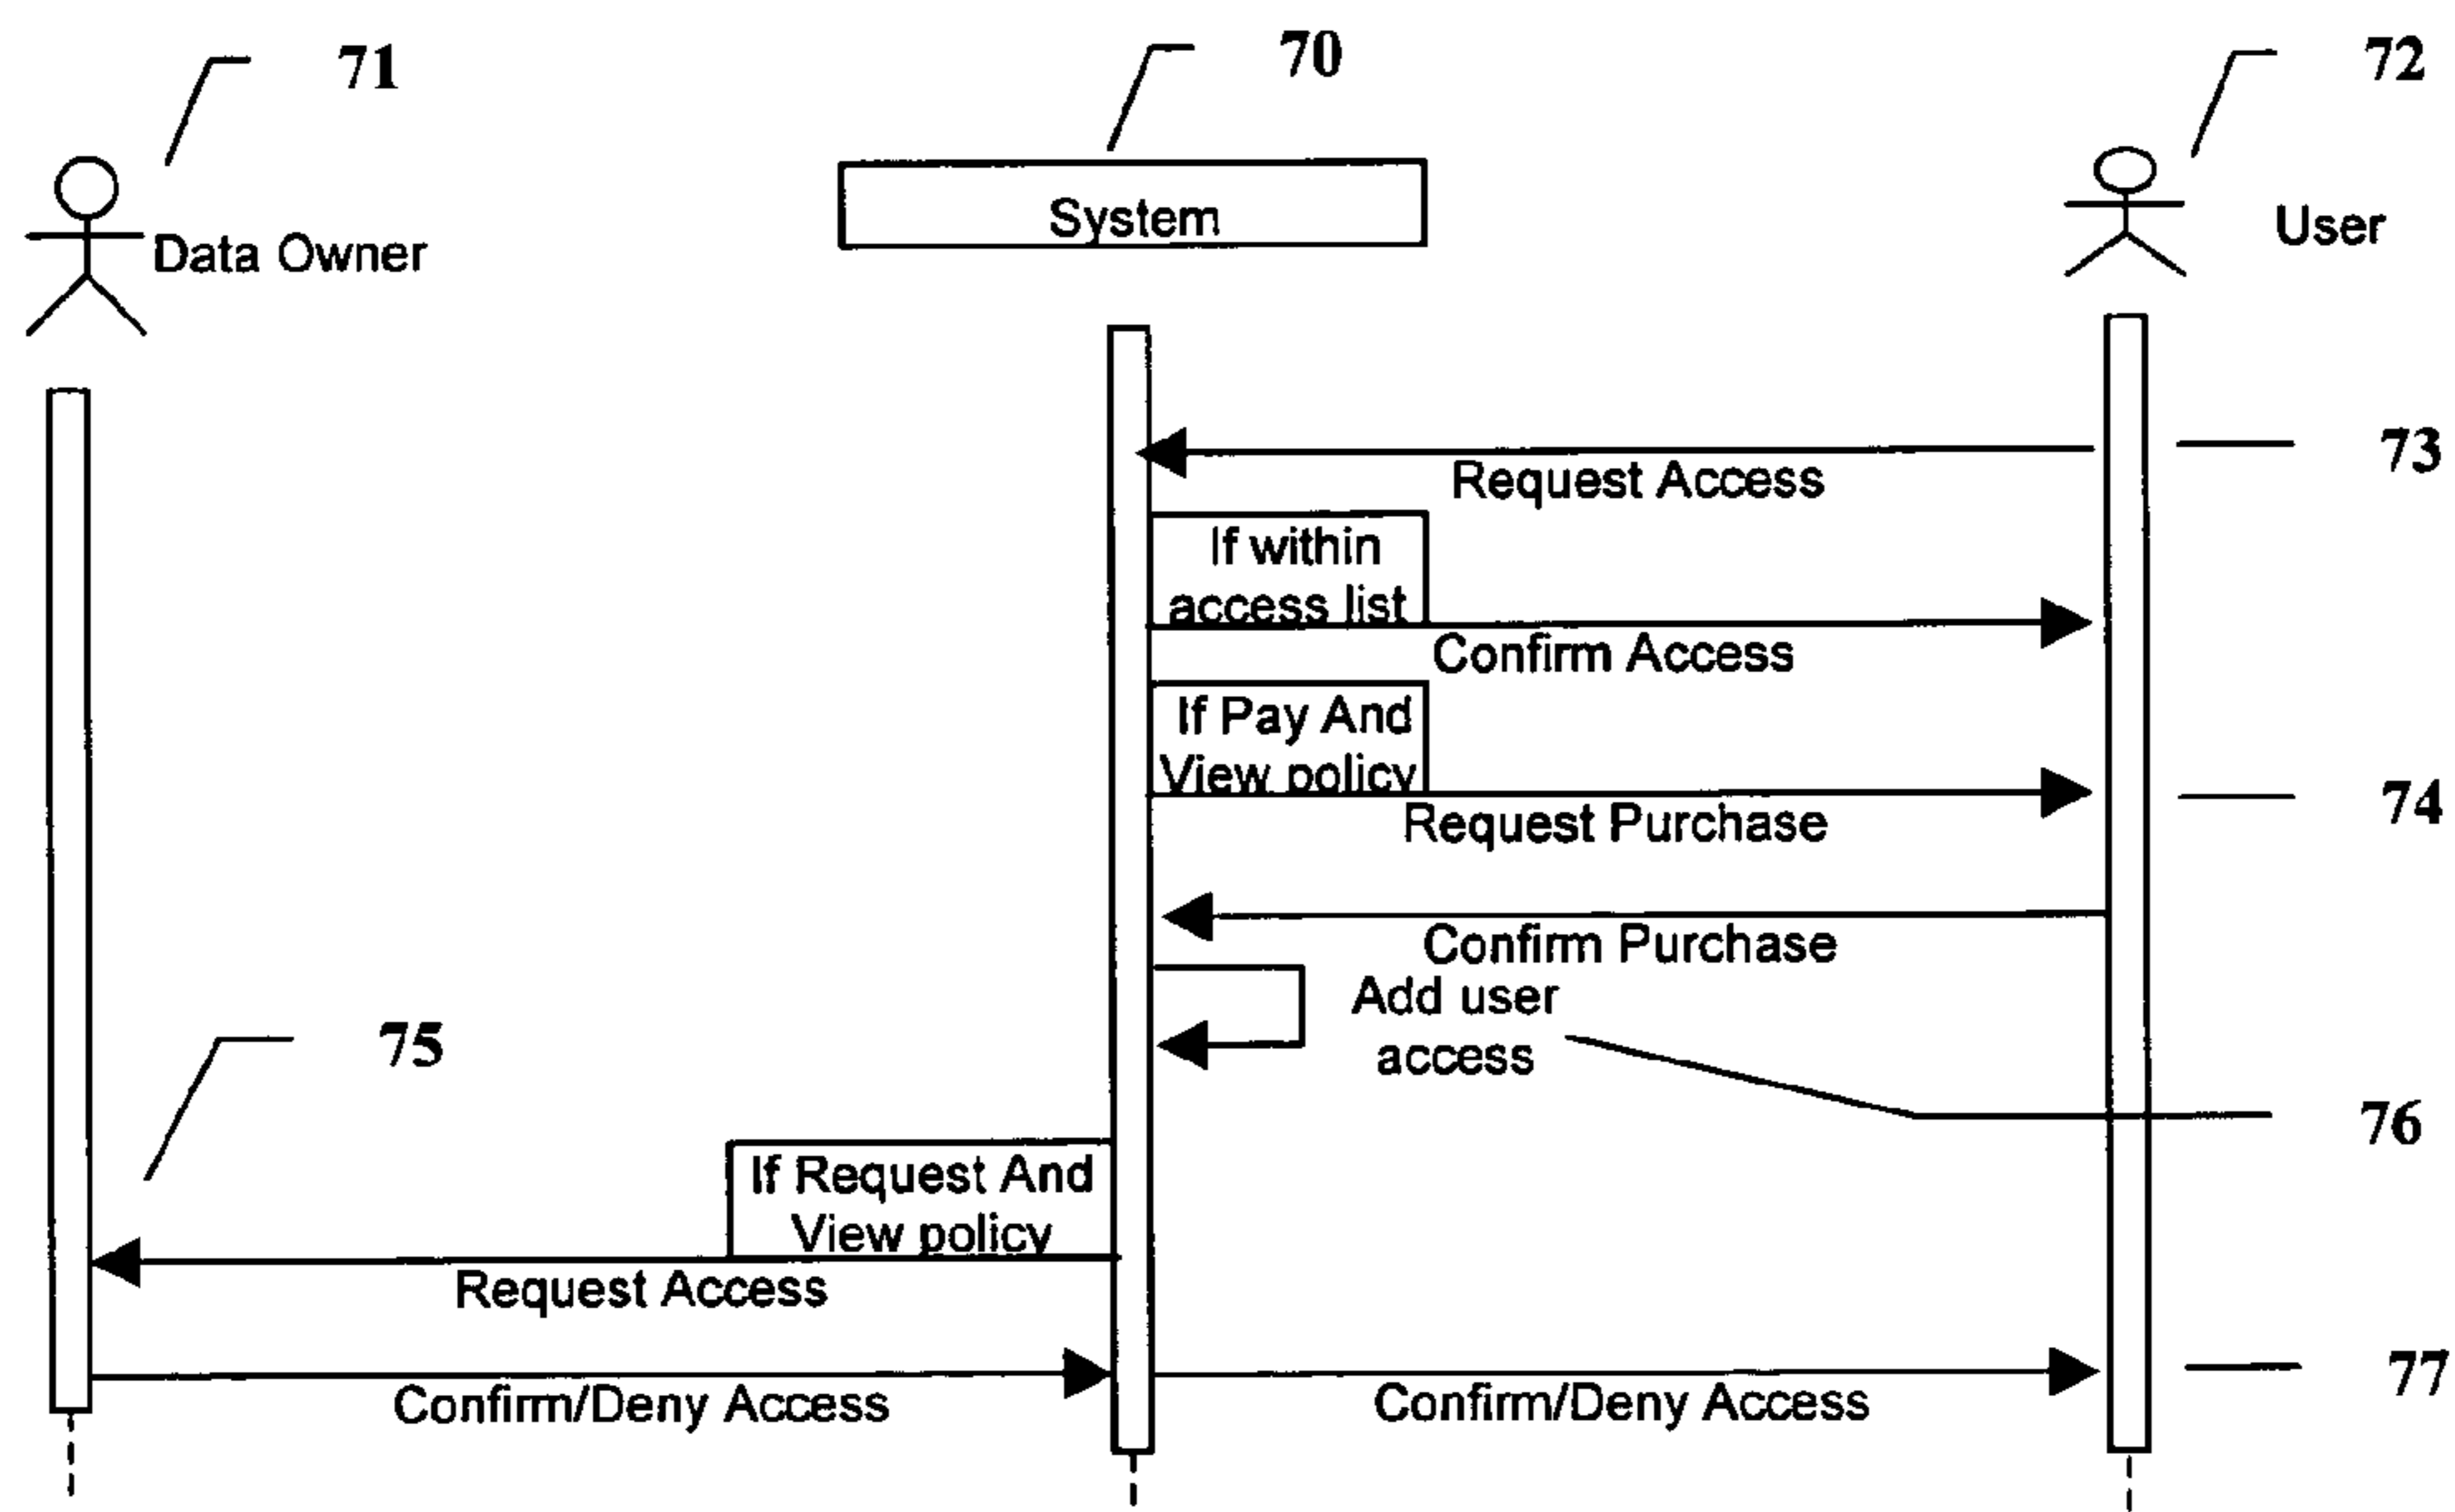 71
70
72
Data Owner
System
User
Request Access
73
If within
access list
Confirm Access
If Pay And
View policy
Request Purchase
74
Confirm Purchase
Add user
access
75
76
If Request And
View policy
Request Access
Confirm/Deny Access
Confirm/Deny Access
77